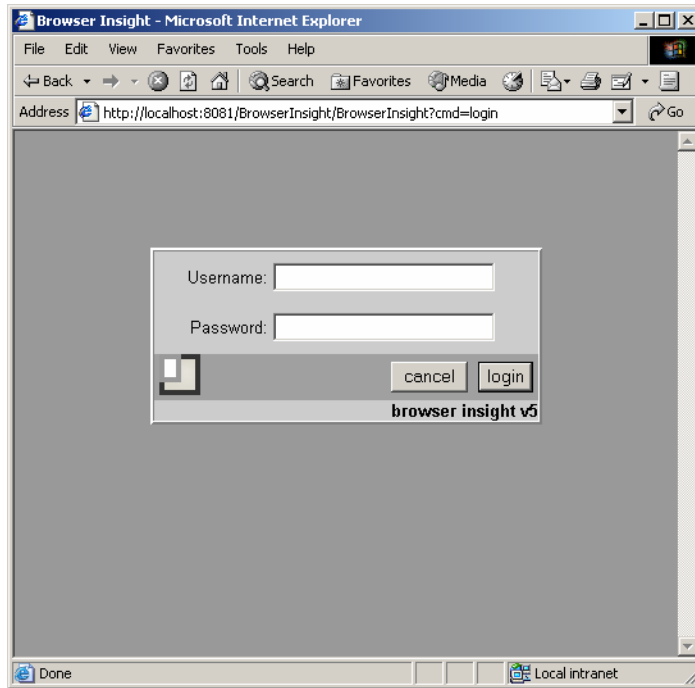 Browser Insight - Microsoft Internet Explorer
File Edit View Favorites Tools Help
Back Search Favorites Media
Address http://localhost:8081/BrowserInsight/BrowserInsight?cmd=login Go
Username:
Password:
cancel login
browser insight v5
Done Local intranet